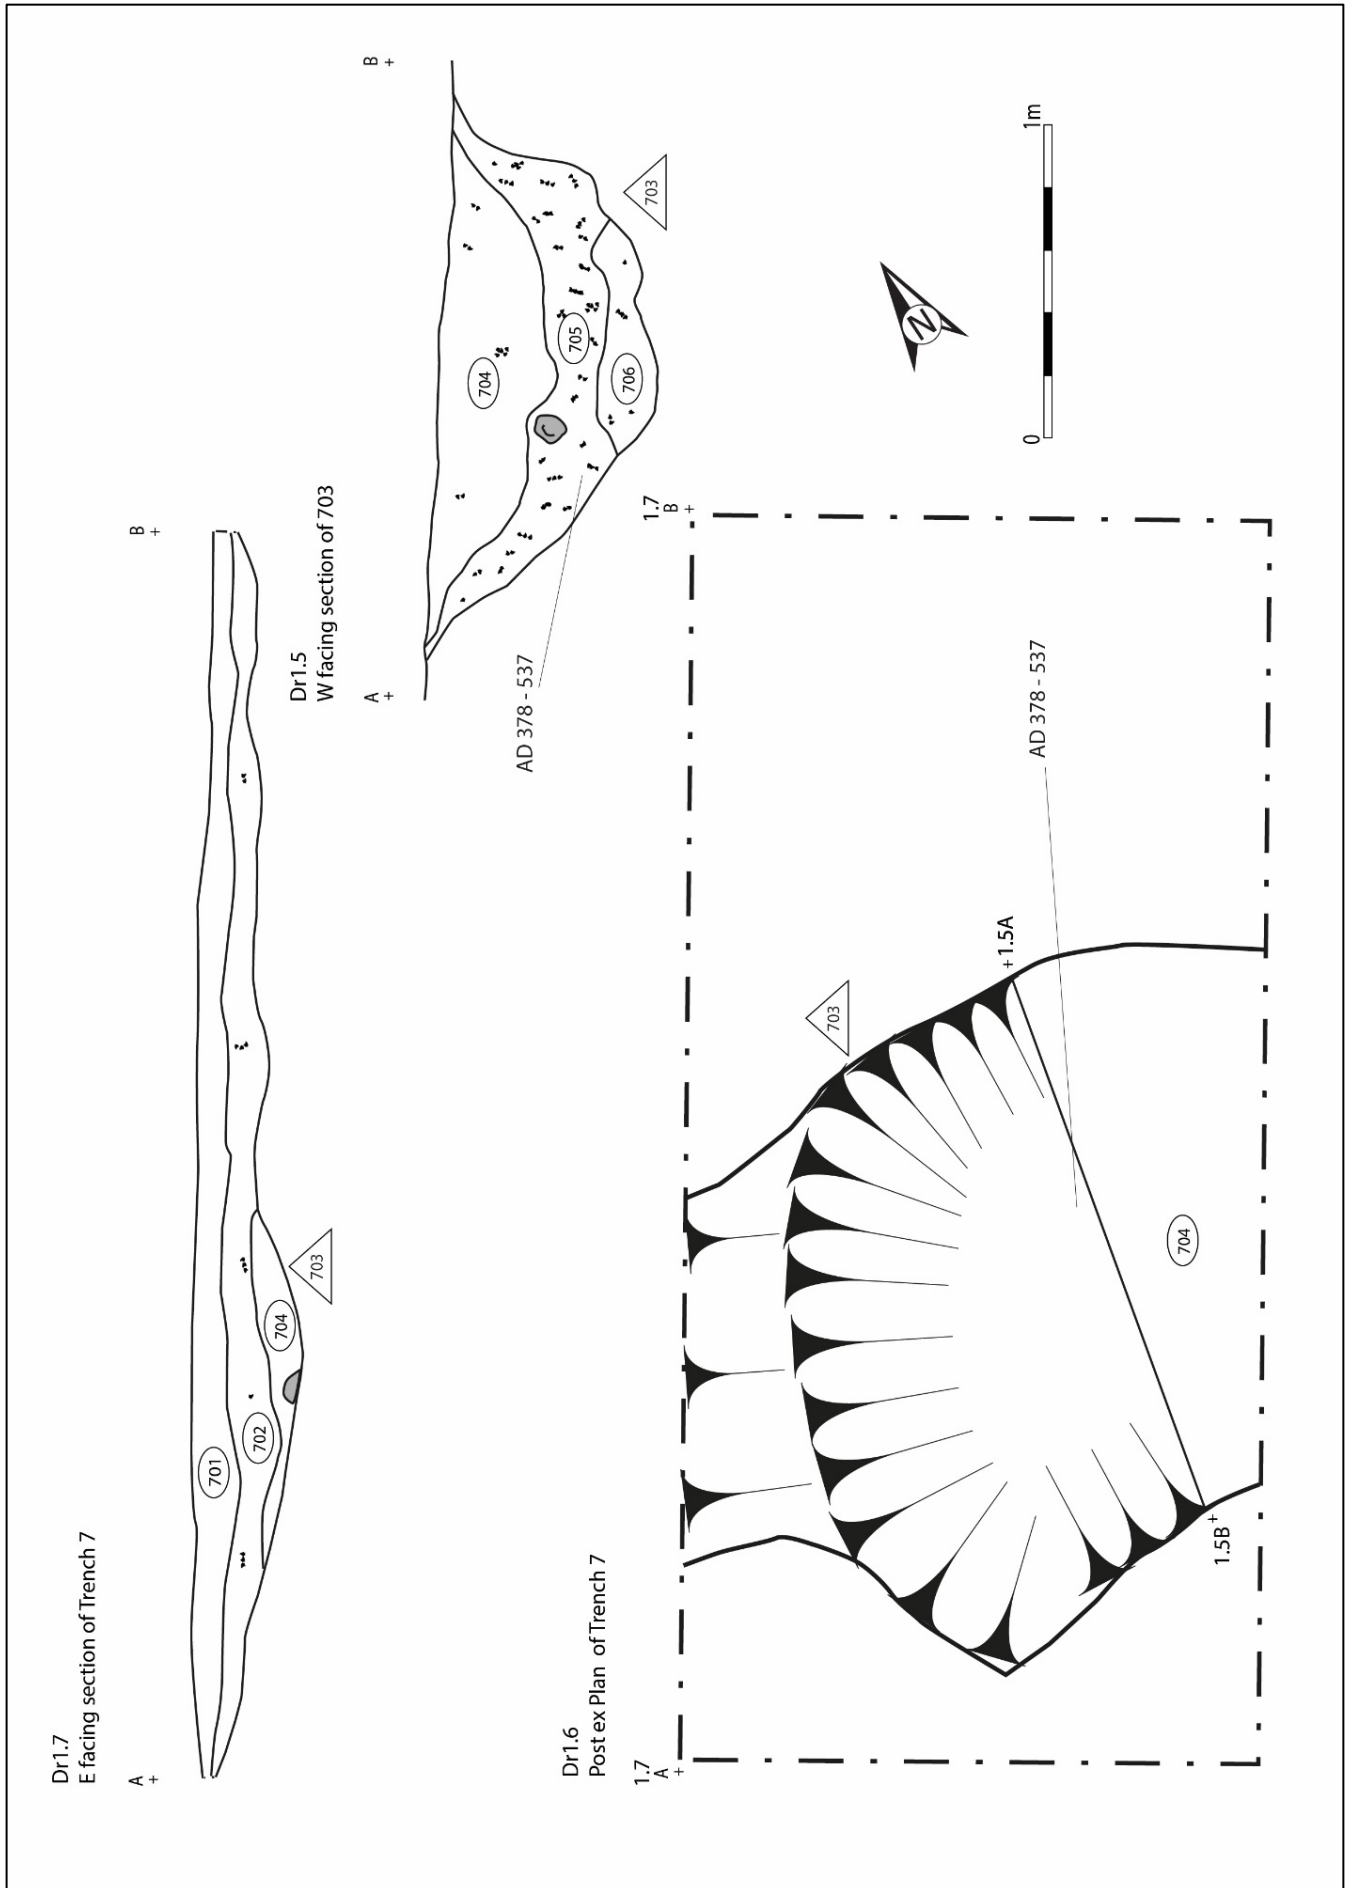 Dr1.7
E facing section of Trench 7
A
+
B
+
701
702
704
703
Dr1.5
W facing section of 703
A
+
B
+
704
705
706
703
AD 378 - 537
Dr1.6
Post ex Plan of Trench 7
1.7
A
+
1.7
B
+
703
+ 1.5A
1.5B +
704
AD 378 - 537
N
0
1m